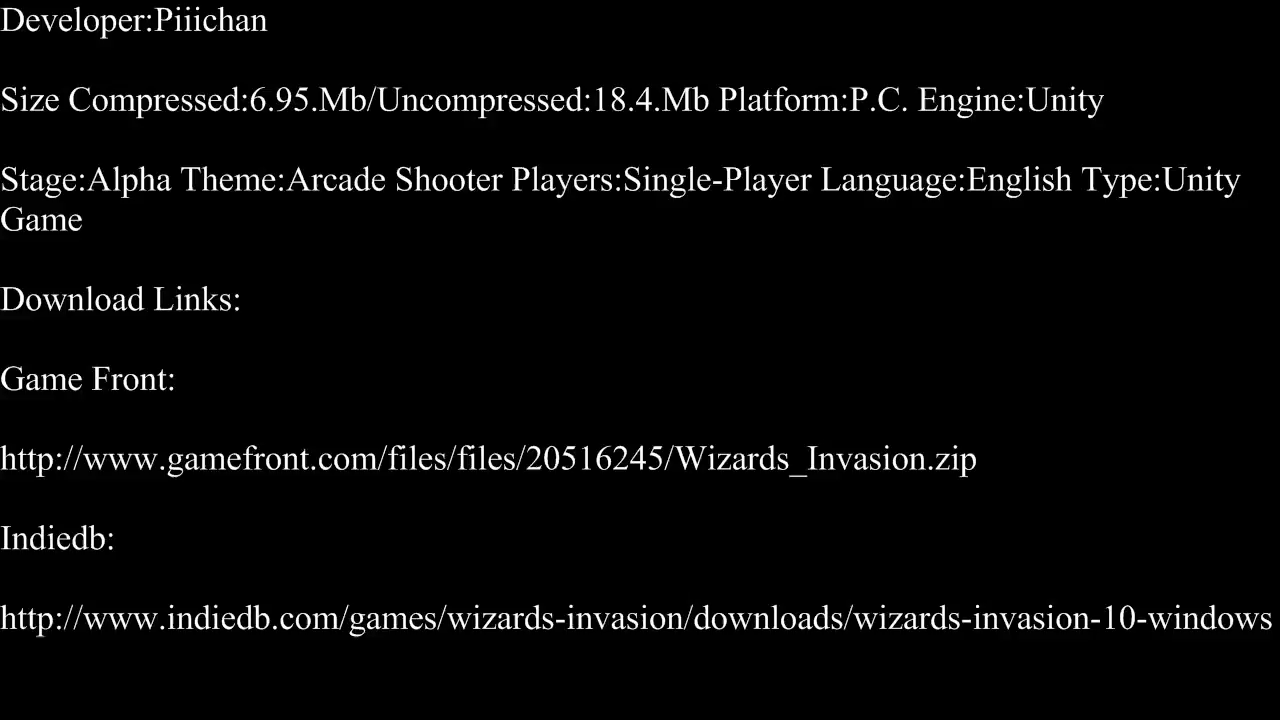 Developer:Piiichan
Size Compressed:6.95.Mb/Uncompressed:18.4.Mb Platform:P.C. Engine:Unity
Stage:Alpha Theme:Arcade Shooter Players:Single-Player Language:English Type:Unity
Game
Download Links:
Game Front:
http://www.gamefront.com/files/files/20516245/Wizards_Invasion.zip
Indiedb:
http://www.indiedb.com/games/wizards-invasion/downloads/wizards-invasion-10-windows